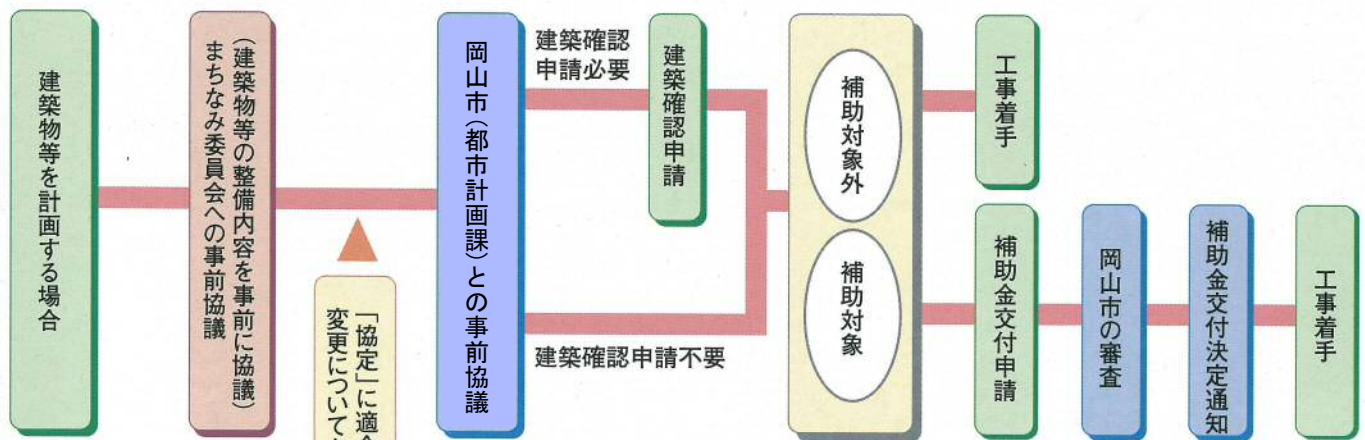 建築物等を計画する場合
まちなみ委員会への事前協議
(建築物等の整備内容を事前に協議)
「協定」に適合
変更について
岡山市(都市計画課)との事前協議
建築確認
申請必要
建築確認申請
建築確認申請不要
補助対象外
補助対象
工事着手
補助金交付申請
岡山市の審査
補助金交付決定通知
工事着手